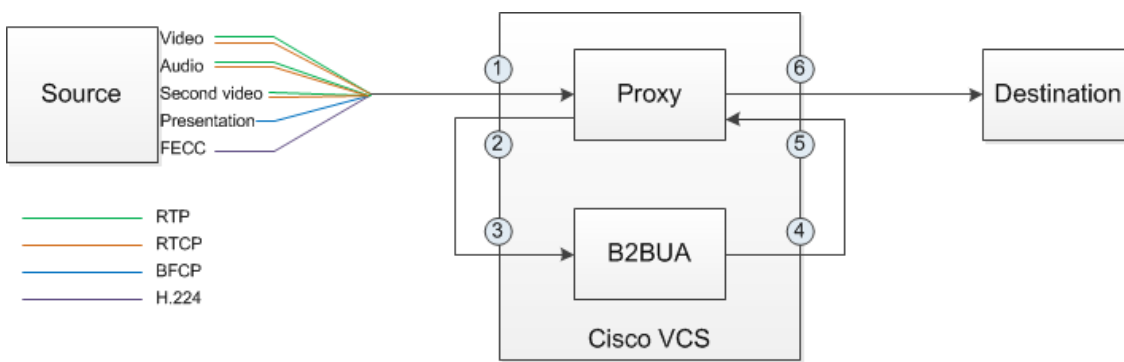 Source
Video
Audio
Second video
Presentation
FECC
1
2
3
Proxy
B2BUA
Cisco VCS
6
5
4
Destination
RTP
RTCP
BFCP
H.224